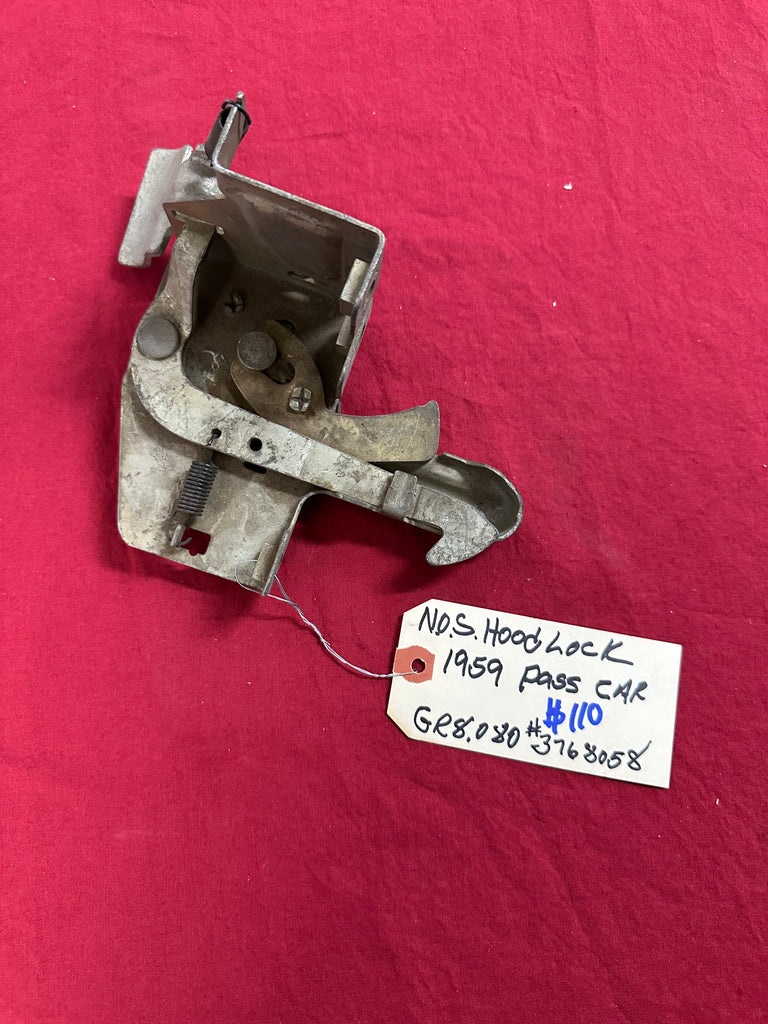 N.O.S. HOOD LOCK
1959 Pass CAR
$110
GR8.080 #3768058